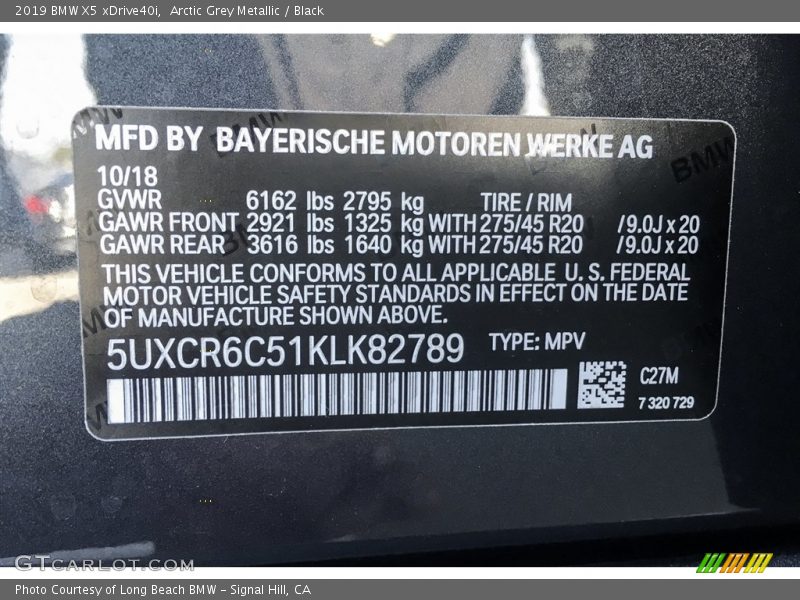 2019 BMW X5 xDrive40i, Arctic Grey Metallic / Black
MFD BY BAYERISCHE MOTOREN WERKE AG
10/18
GVWR 6162 lbs 2795 kg TIRE / RIM
GAWR FRONT 2921 lbs 1325 kg WITH 275/45 R20 /9.0J x 20
GAWR REAR 3616 lbs 1640 kg WITH 275/45 R20 /9.0J x 20
THIS VEHICLE CONFORMS TO ALL APPLICABLE U. S. FEDERAL
MOTOR VEHICLE SAFETY STANDARDS IN EFFECT ON THE DATE
OF MANUFACTURE SHOWN ABOVE.
5UXCR6C51KLK82789 TYPE: MPV
C27M
7 320 729
GTCarLot.com
Photo Courtesy of Long Beach BMW - Signal Hill, CA